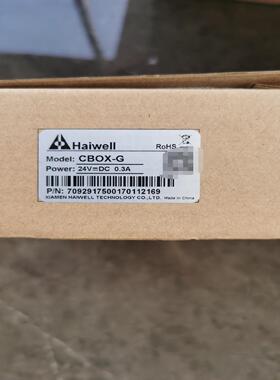 Haiwell RoHS
Model: CBOX-G
Power: 24V⎓DC 0.3A
P/N: 7092917500170112169
XIAMEN HAIWELL TECHNOLOGY CO.,LTD. Made in China